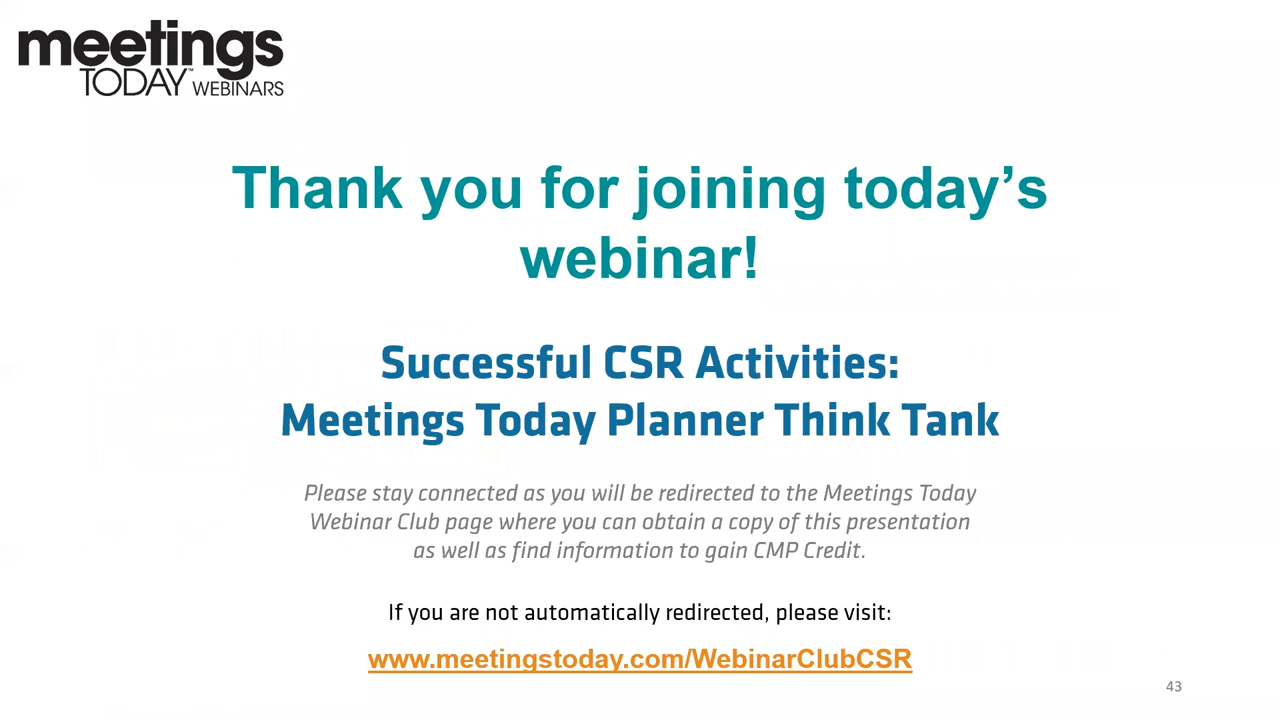 meetings
TODAY™ WEBINARS
Thank you for joining today’s
webinar!
Successful CSR Activities:
Meetings Today Planner Think Tank
Please stay connected as you will be redirected to the Meetings Today
Webinar Club page where you can obtain a copy of this presentation
as well as find information to gain CMP Credit.
If you are not automatically redirected, please visit:
www.meetingstoday.com/WebinarClubCSR
43